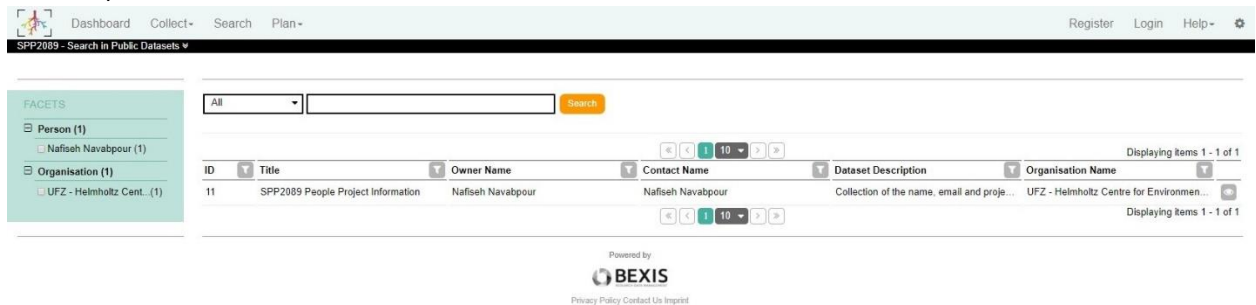 Dashboard Collect Search Plan Register Login Help
SPP2089 - Search in Public Datasets
FACETS
Person (1)
Nafiseh Navabpour (1)
Organisation (1)
UFZ - Helmholtz Cent...(1)
All Search
1 10 Displaying items 1 - 1 of 1
ID Title Owner Name Contact Name Dataset Description Organisation Name
11 SPP2089 People Project Information Nafiseh Navabpour Nafiseh Navabpour Collection of the name, email and proje... UFZ - Helmholtz Centre for Environmen...
1 10 Displaying items 1 - 1 of 1
Powered by
BEXIS
Privacy Policy Contact Us Imprint